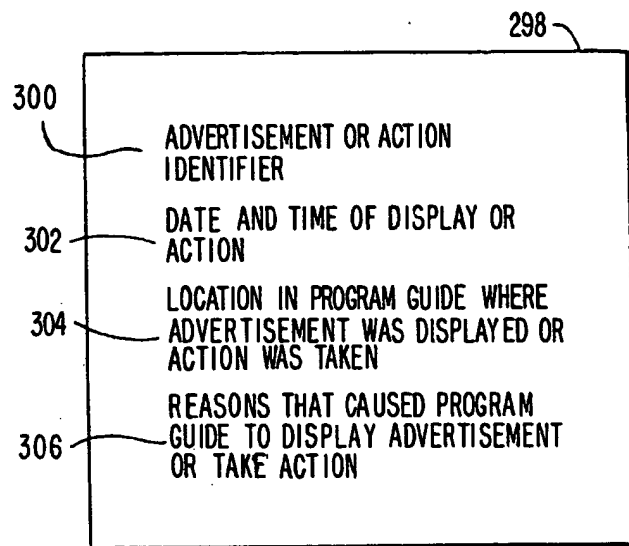 298
300
ADVERTISEMENT OR ACTION
IDENTIFIER
302
DATE AND TIME OF DISPLAY OR
ACTION
304
LOCATION IN PROGRAM GUIDE WHERE
ADVERTISEMENT WAS DISPLAYED OR
ACTION WAS TAKEN
306
REASONS THAT CAUSED PROGRAM
GUIDE TO DISPLAY ADVERTISEMENT
OR TAKE ACTION